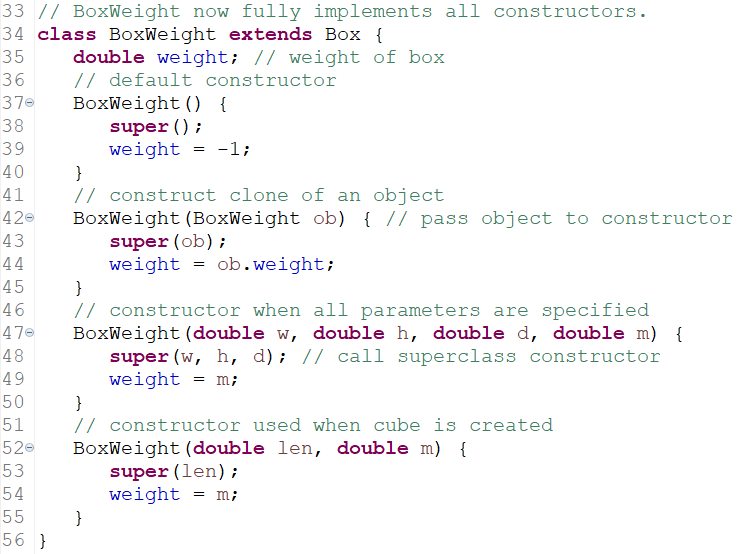 33 // BoxWeight now fully implements all constructors.
34 class BoxWeight extends Box {
35    double weight; // weight of box
36    // default constructor
37    BoxWeight() {
38       super();
39       weight = -1;
40    }
41    // construct clone of an object
42    BoxWeight(BoxWeight ob) { // pass object to constructor
43       super(ob);
44       weight = ob.weight;
45    }
46    // constructor when all parameters are specified
47    BoxWeight(double w, double h, double d, double m) {
48       super(w, h, d); // call superclass constructor
49       weight = m;
50    }
51    // constructor used when cube is created
52    BoxWeight(double len, double m) {
53       super(len);
54       weight = m;
55    }
56 }